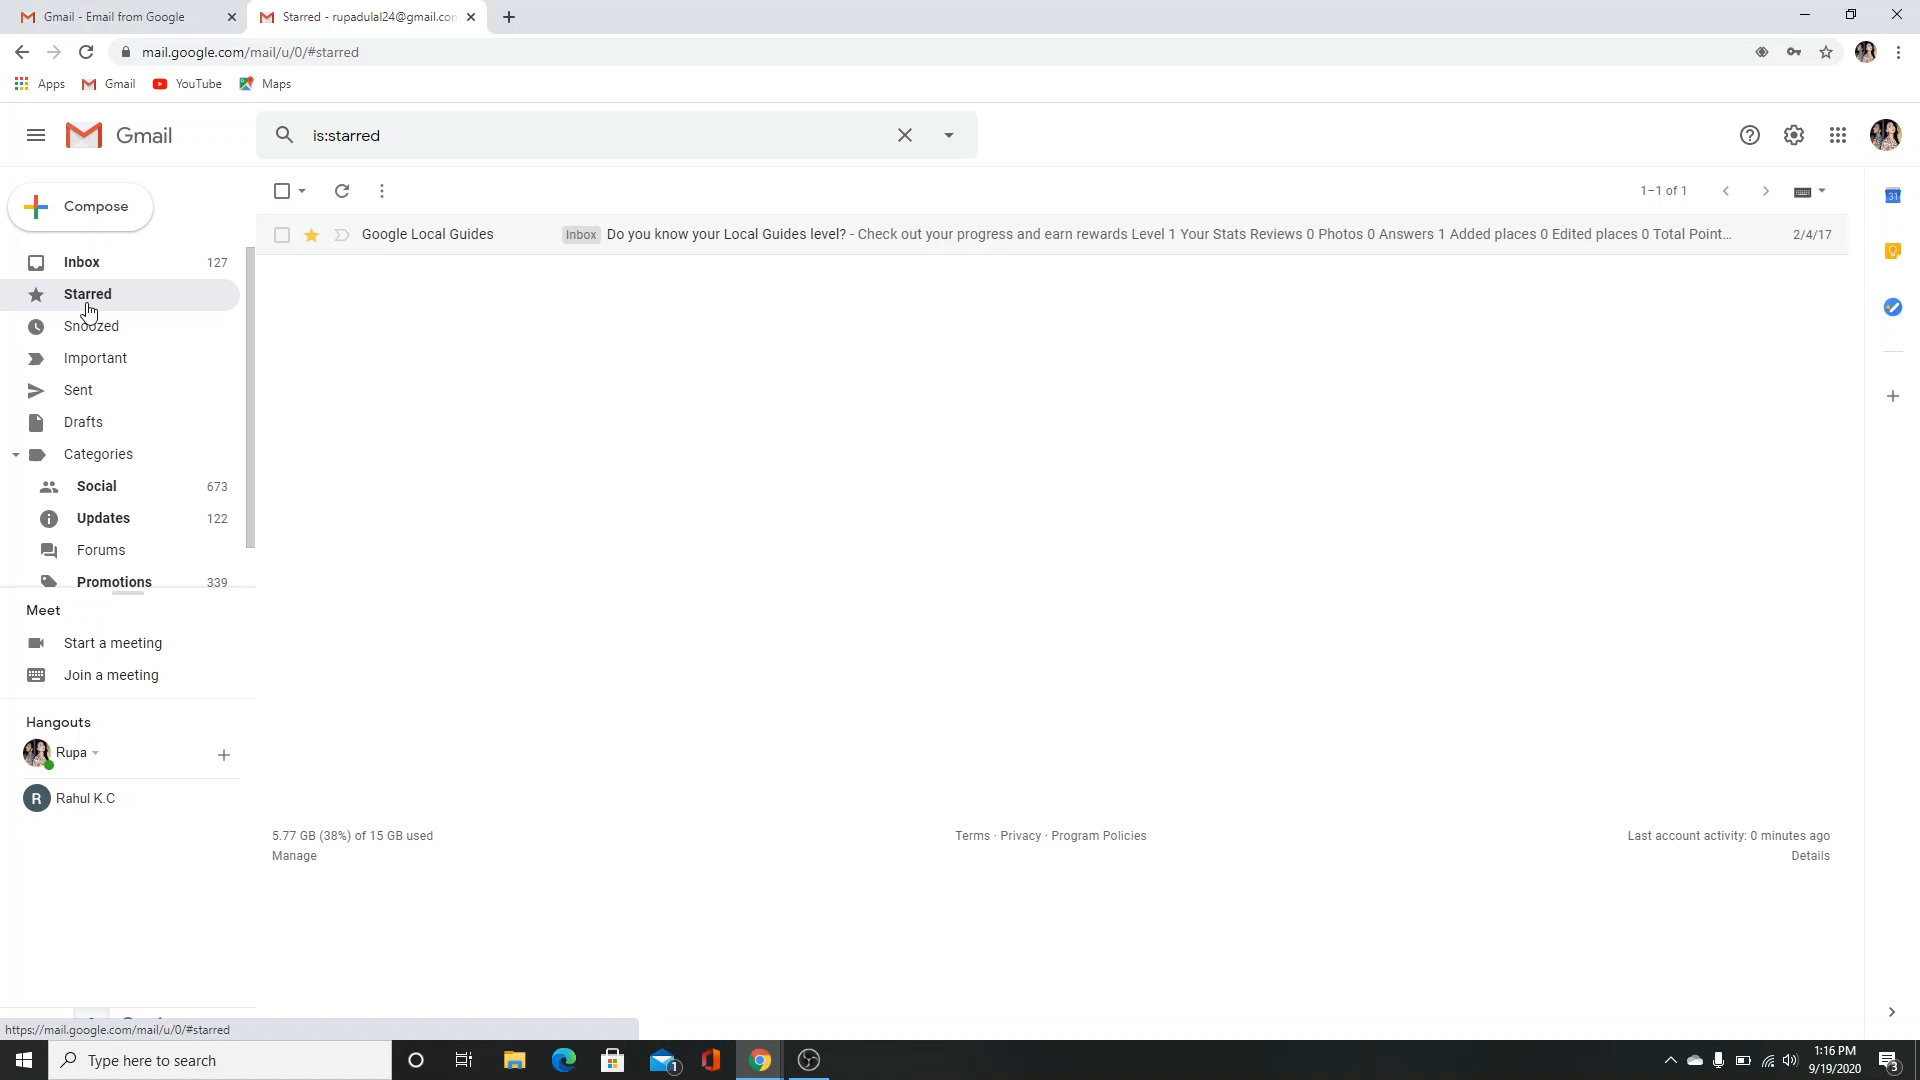 Gmail - Email from Google
Starred - rupadulal24@gmail.con
mail.google.com/mail/u/0/#starred
Apps
Gmail
YouTube
Maps
Gmail
is:starred
Compose
1–1 of 1
31
Google Local Guides
Inbox
Do you know your Local Guides level? - Check out your progress and earn rewards Level 1 Your Stats Reviews 0 Photos 0 Answers 1 Added places 0 Edited places 0 Total Point...
2/4/17
Inbox 127
Starred
Snoozed
Important
Sent
Drafts
Categories
Social 673
Updates 122
Forums
Promotions 339
Meet
Start a meeting
Join a meeting
Hangouts
Rupa
R Rahul K.C
5.77 GB (38%) of 15 GB used
Manage
Terms · Privacy · Program Policies
Last account activity: 0 minutes ago
Details
https://mail.google.com/mail/u/0/#starred
Type here to search
1
1:16 PM
9/19/2020
3